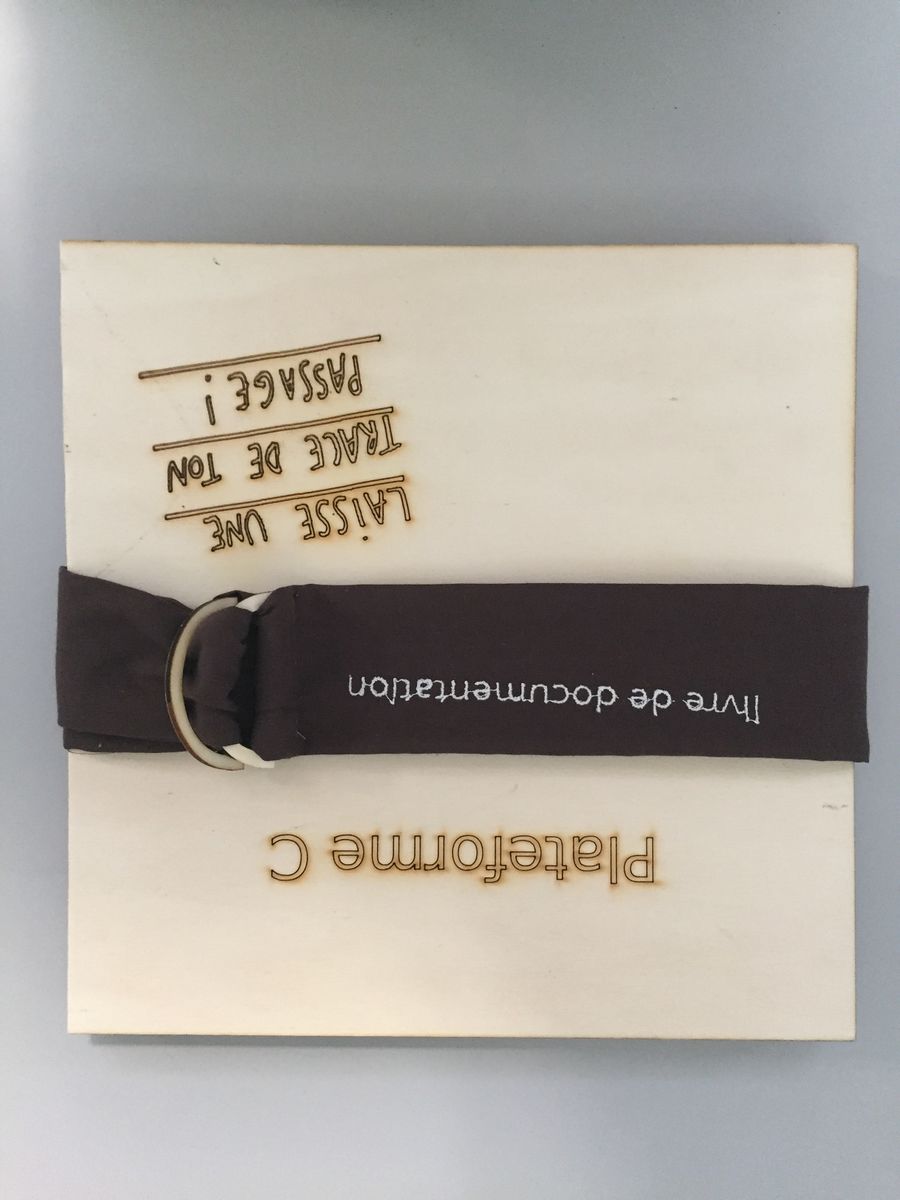 Plateforme C
livre de documentation
LAISSE UNE
TRACE DE TON
PASSAGE !